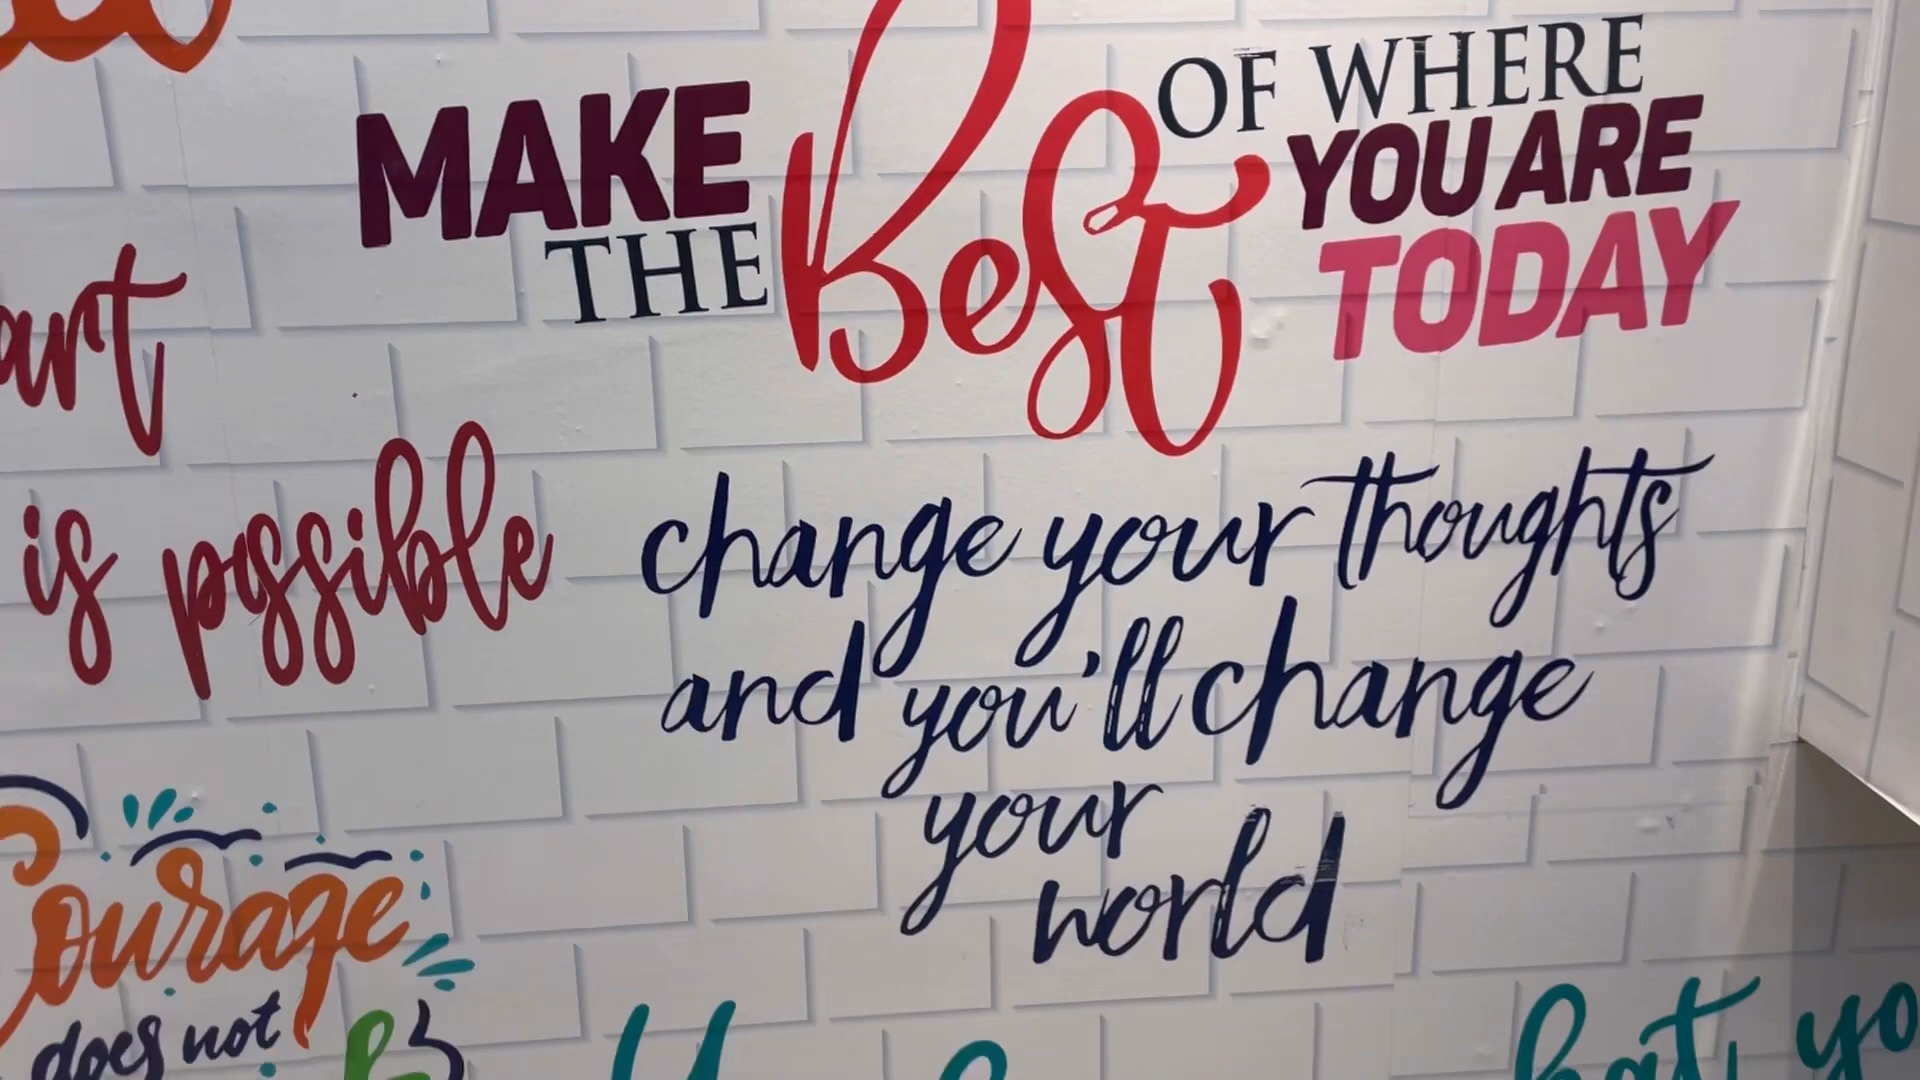 MAKE
THE Best
OF WHERE
YOU ARE
TODAY
is possible
change your thoughts
and you'll change
your
world
Courage
does not